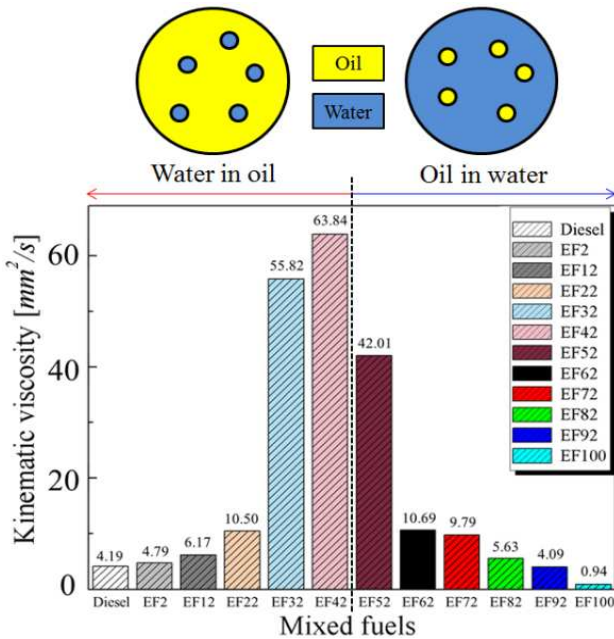 Oil
Water
Water in oil
Oil in water
Kinematic viscosity [mm²/s]
60
40
20
0
4.19
4.79
6.17
10.50
55.82
63.84
42.01
10.69
9.79
5.63
4.09
0.94
Diesel
EF2
EF12
EF22
EF32
EF42
EF52
EF62
EF72
EF82
EF92
EF100
Diesel EF2 EF12 EF22 EF32 EF42 EF52 EF62 EF72 EF82 EF92 EF100
Mixed fuels